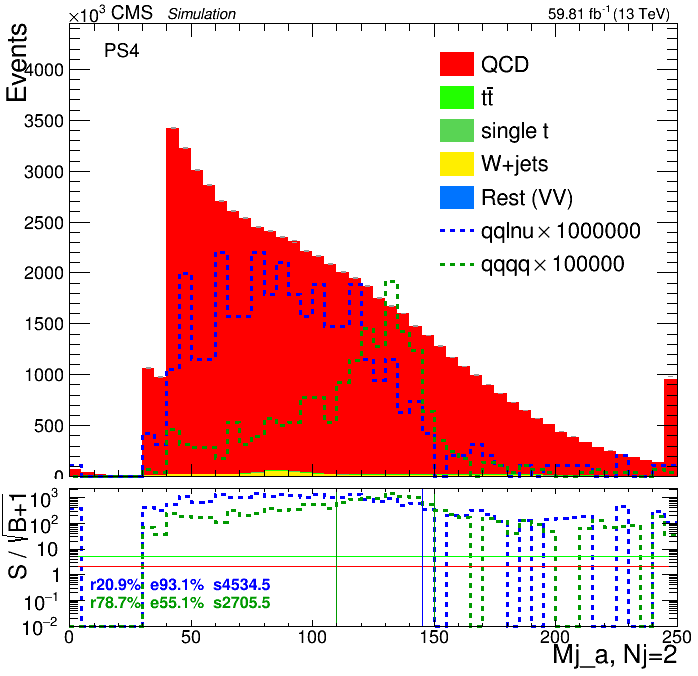 ×10³ CMS Simulation 59.81 fb⁻¹ (13 TeV)
Events
PS4
QCD
tt̄
single t
W+jets
Rest (VV)
qqlnu × 1000000
qqqq × 100000
4000
3500
3000
2500
2000
1500
1000
500
0
S / √B+1
10³
10²
10
1
10⁻¹
10⁻²
r20.9% e93.1% s4534.5
r78.7% e55.1% s2705.5
0 50 100 150 200 250
Mj_a, Nj=2